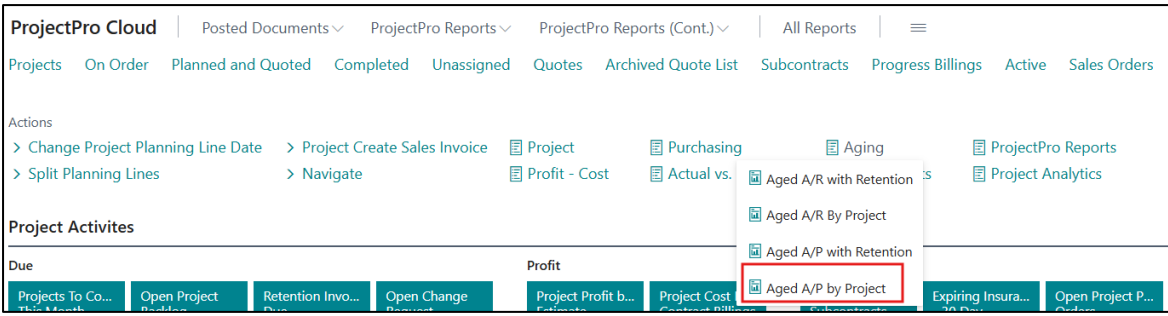 ProjectPro Cloud Posted Documents ProjectPro Reports ProjectPro Reports (Cont.) All Reports
Projects On Order Planned and Quoted Completed Unassigned Quotes Archived Quote List Subcontracts Progress Billings Active Sales Orders
Actions
> Change Project Planning Line Date > Project Create Sales Invoice Project Purchasing Aging ProjectPro Reports
> Split Planning Lines > Navigate Profit - Cost Actual vs. Project Analytics
Aged A/R with Retention
Aged A/R By Project
Aged A/P with Retention
Aged A/P by Project
Project Activites
Due Profit
Projects To Co... Open Project Retention Invo... Open Change Project Profit b... Project Cost Expiring Insura... Open Project P...
This Month Backlog Due Request Estimate Contract Billings Subcontracts 30 Day Orders